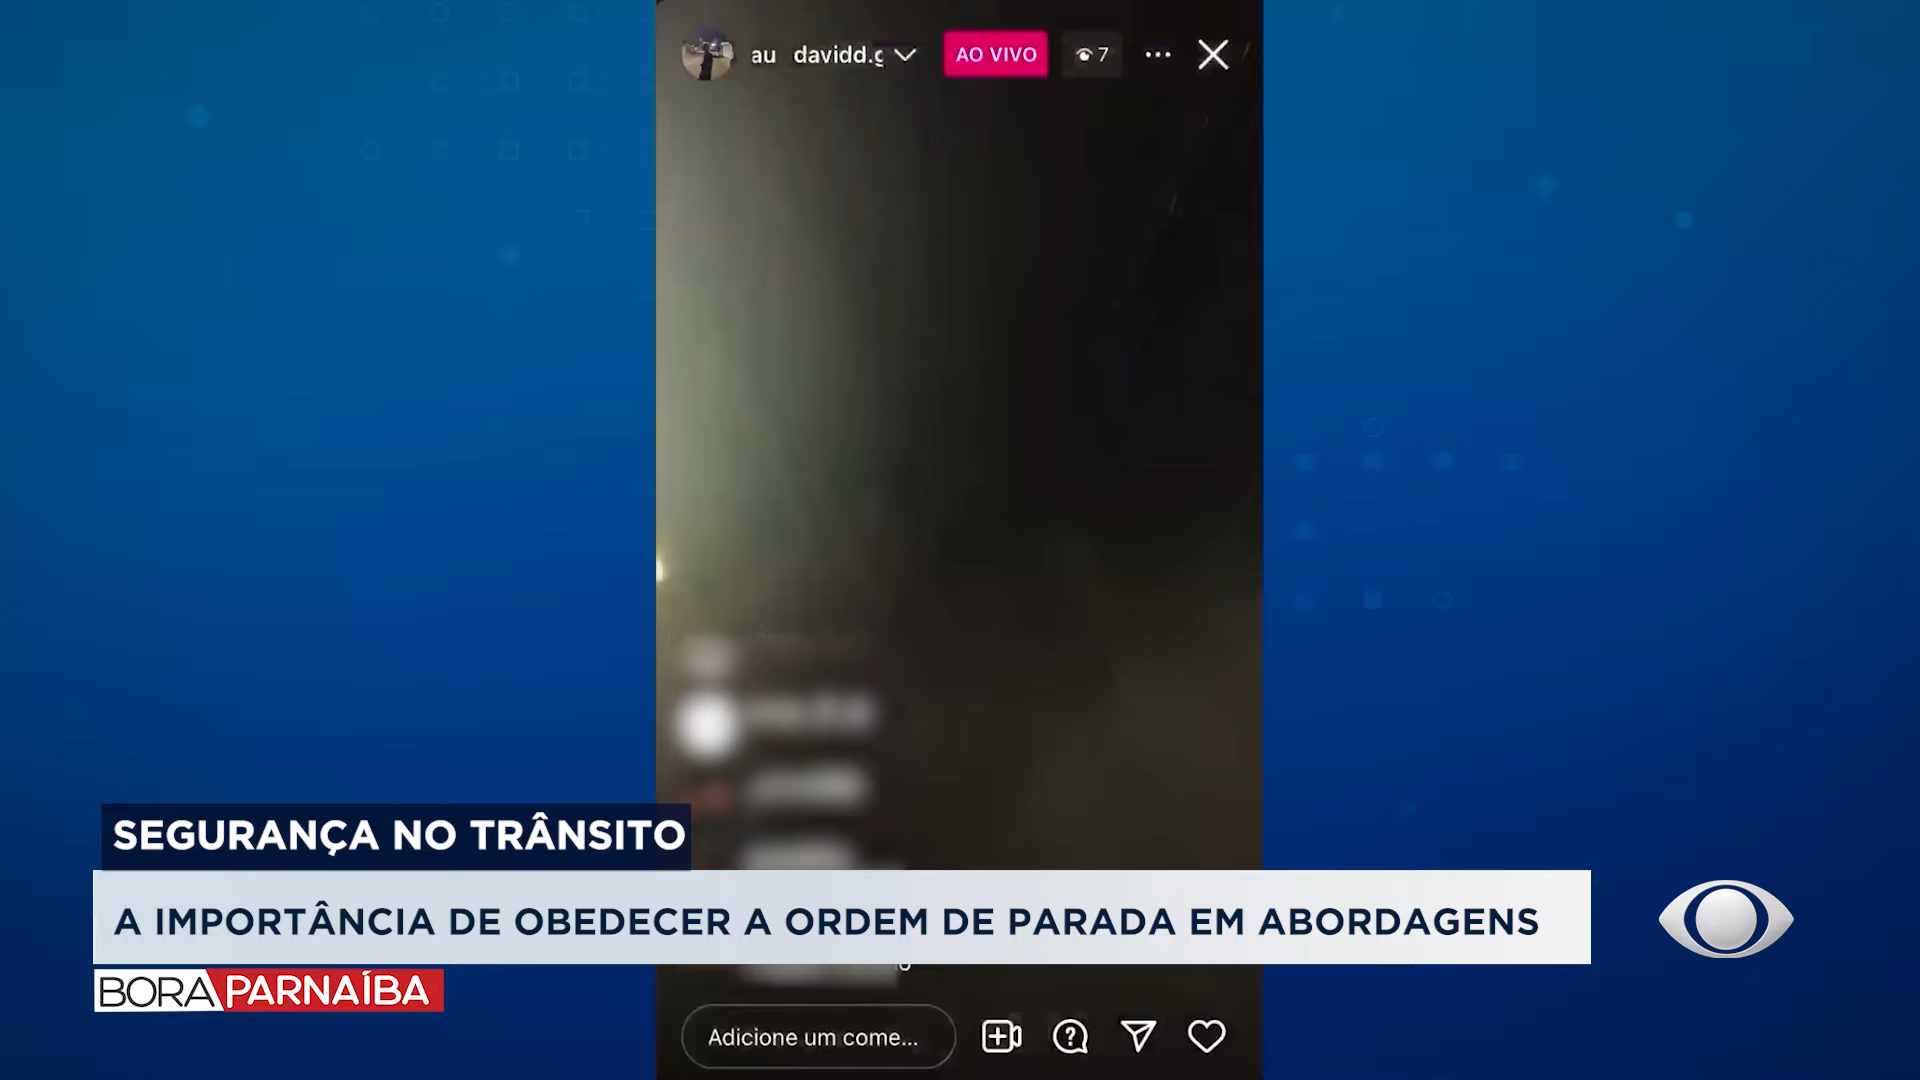 au davidd.g
AO VIVO
7
SEGURANÇA NO TRÂNSITO
A IMPORTÂNCIA DE OBEDECER A ORDEM DE PARADA EM ABORDAGENS
BORA PARNAÍBA
Adicione um come...